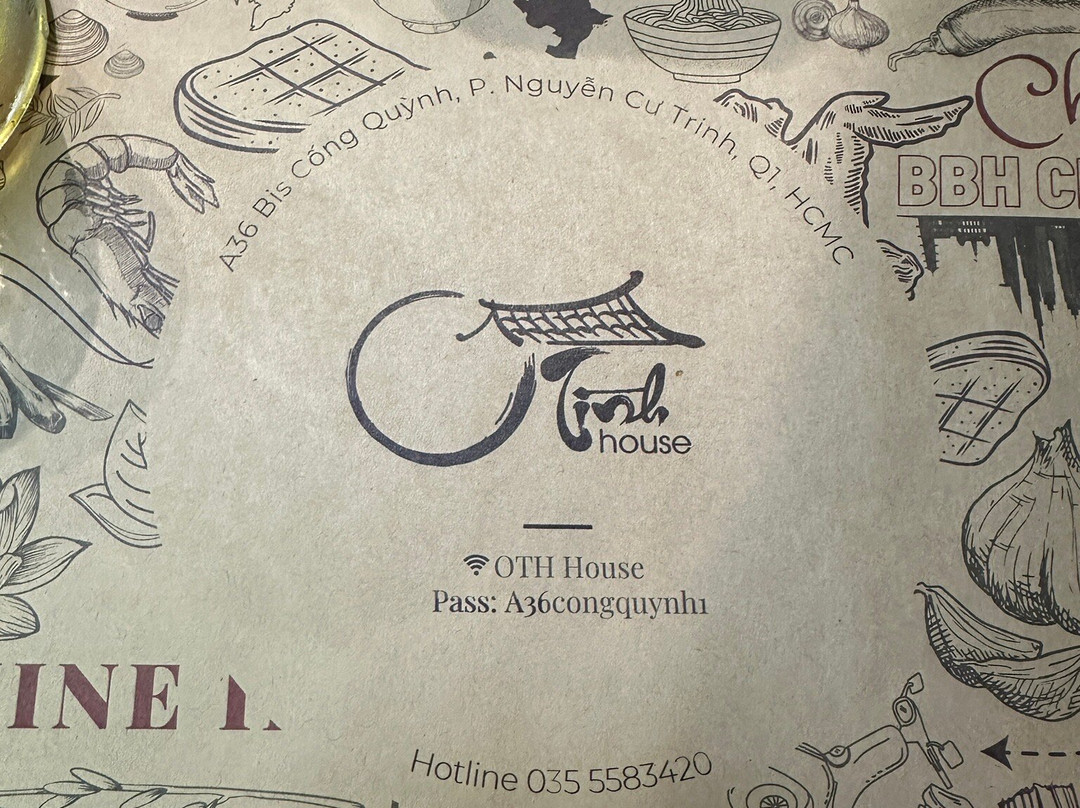 A36 Bis Cống Quỳnh, P. Nguyễn Cư Trinh, Q1, HCMC
BBH
Tinh
house
OTH House
Pass: A36congquynh1
INE
Hotline 035 5583420